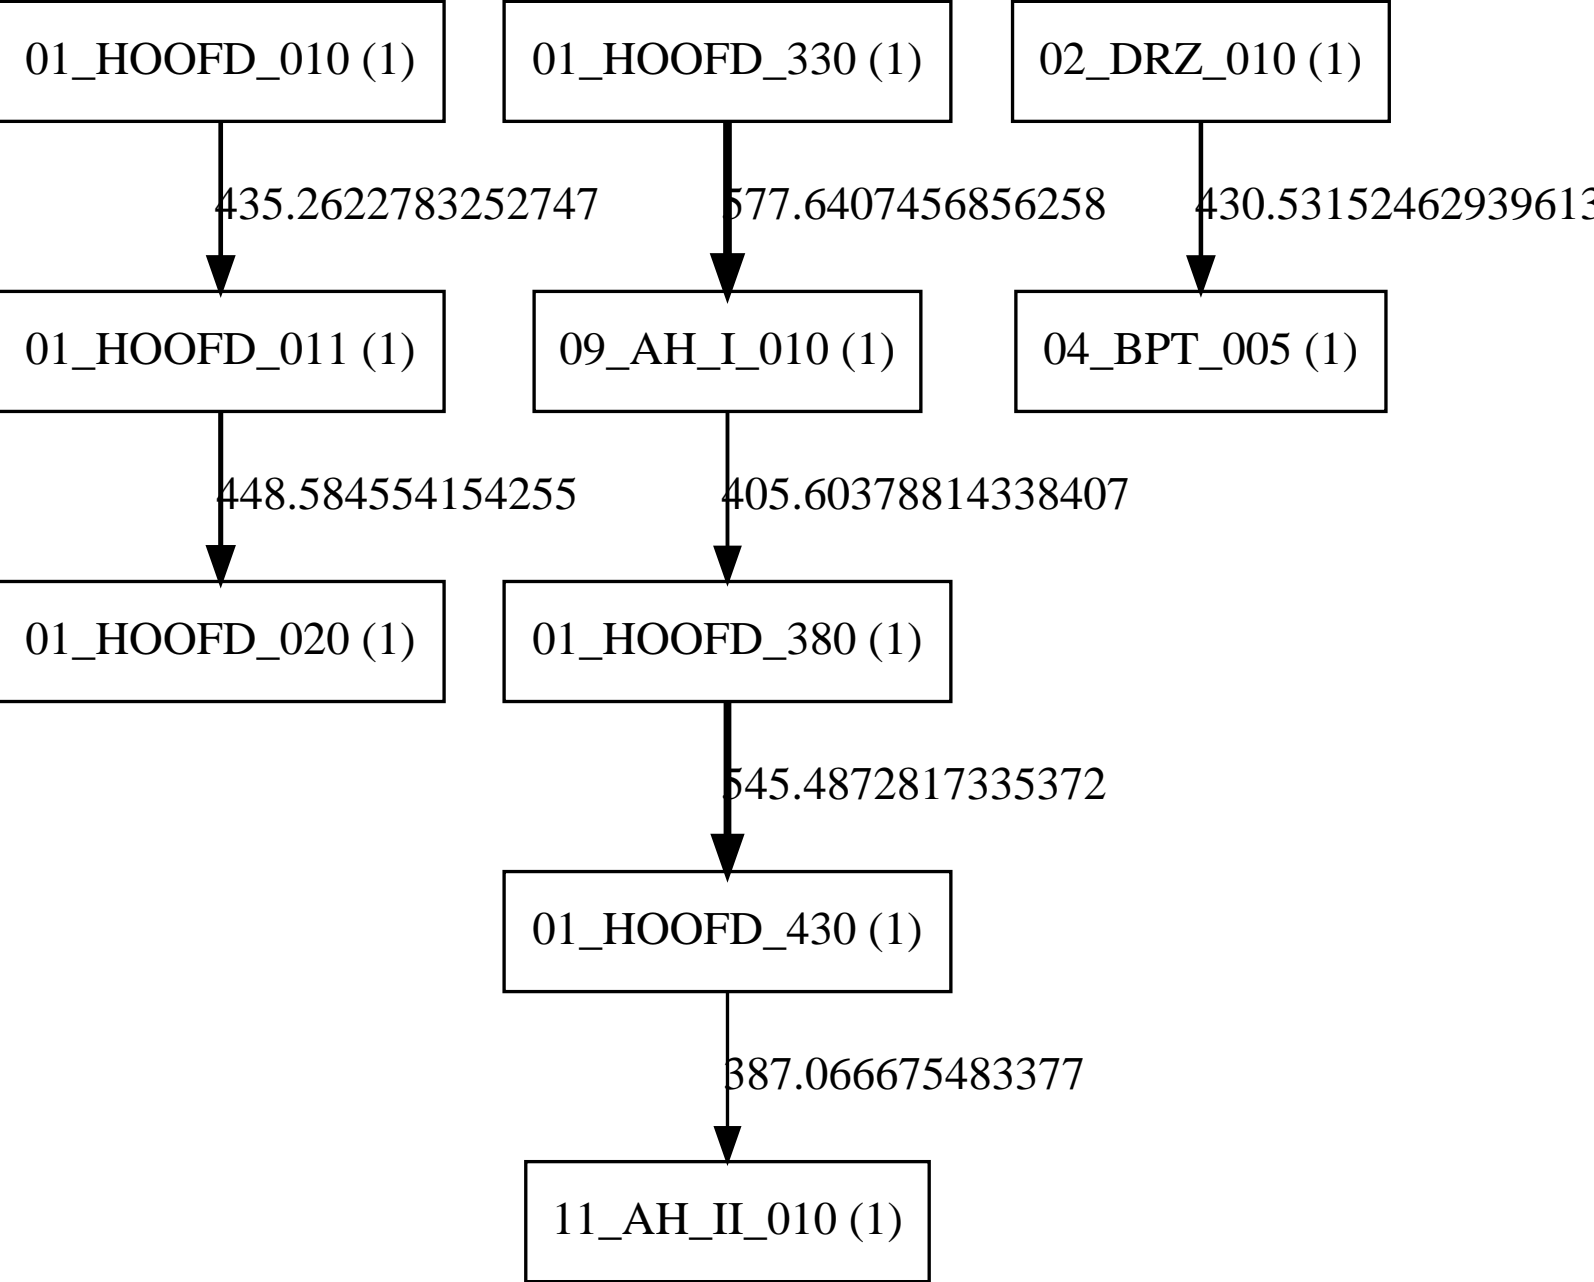 01_HOOFD_010 (1)
01_HOOFD_330 (1)
02_DRZ_010 (1)
435.2622783252747
577.6407456856258
430.53152462939613
01_HOOFD_011 (1)
09_AH_I_010 (1)
04_BPT_005 (1)
448.584554154255
405.60378814338407
01_HOOFD_020 (1)
01_HOOFD_380 (1)
545.4872817335372
01_HOOFD_430 (1)
387.066675483377
11_AH_II_010 (1)